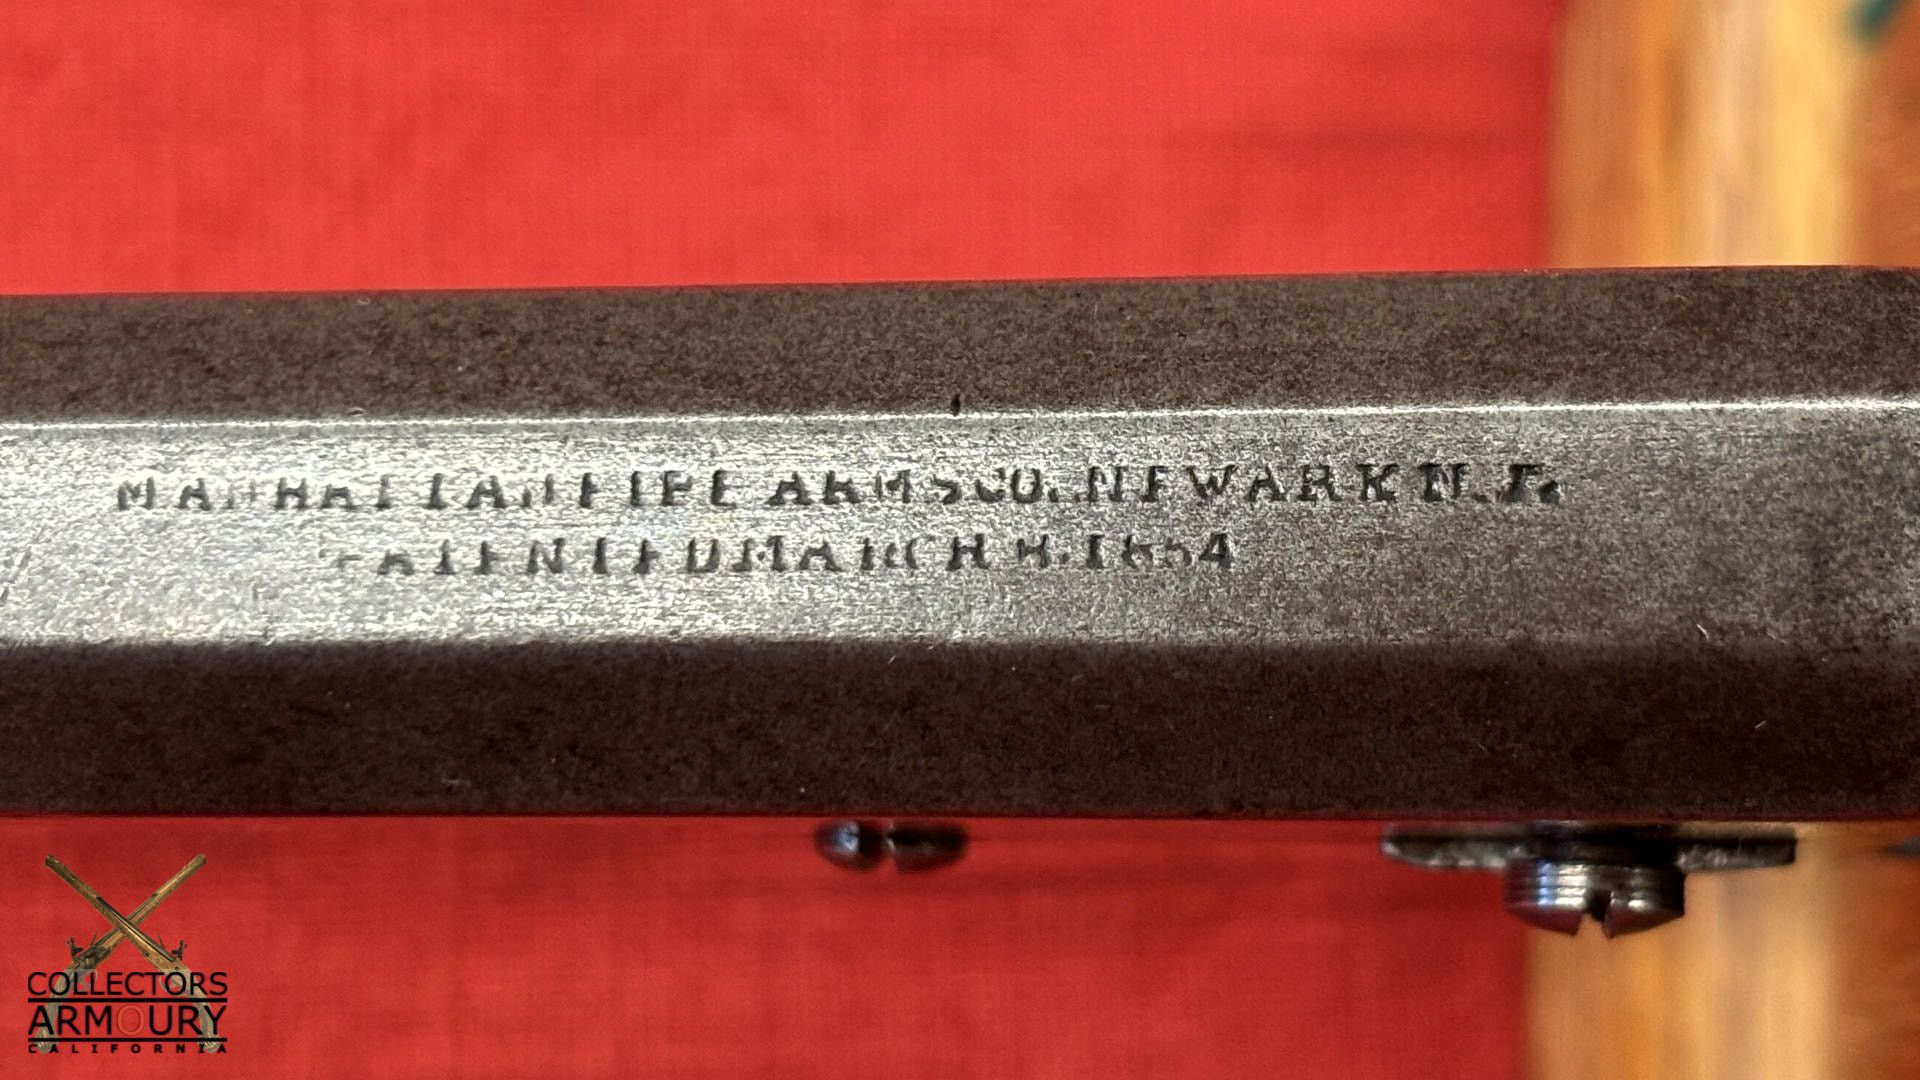 MANHATTAN FIRE ARMS CO. NEWARK N.J.
PATENTED MARCH 8, 1864
COLLECTORS
ARMOURY
CALIFORNIA